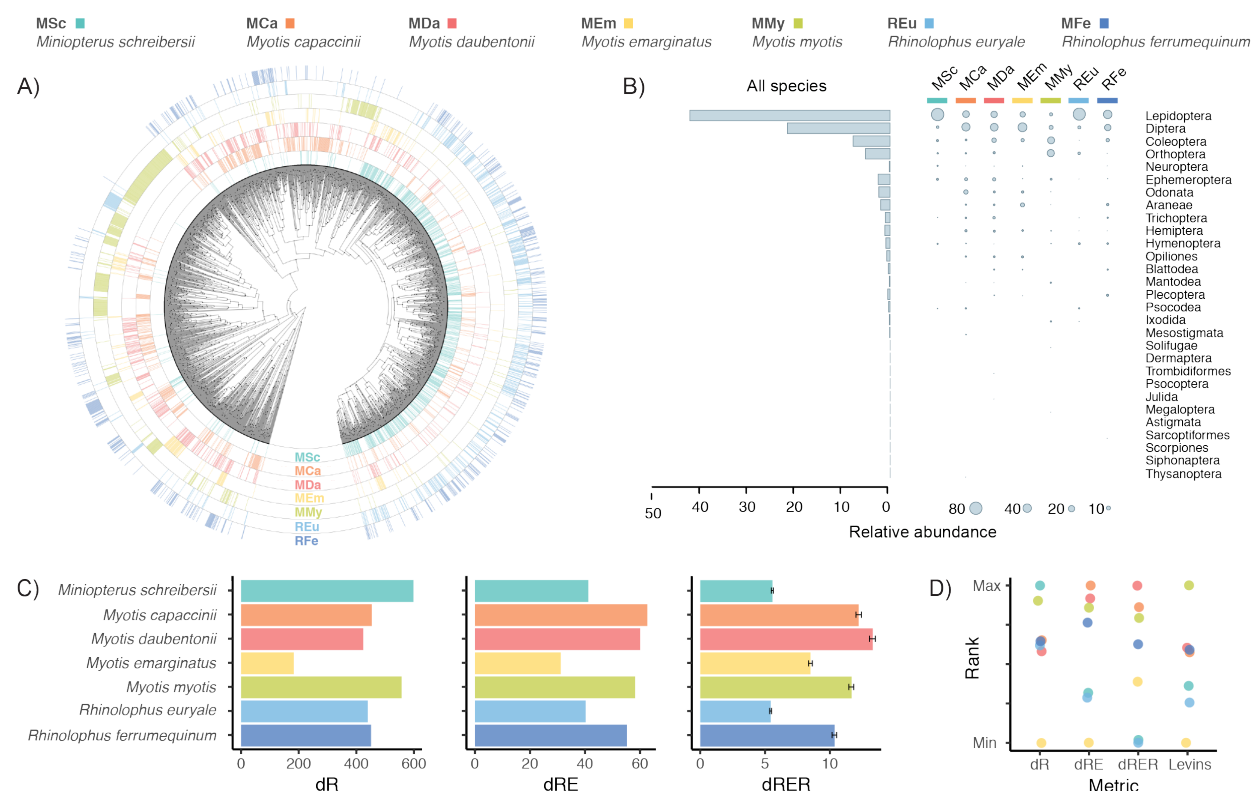 MSc
Miniopterus schreibersii
MCa
Myotis capaccinii
MDa
Myotis daubentonii
MEm
Myotis emarginatus
MMy
Myotis myotis
REu
Rhinolophus euryale
MFe
Rhinolophus ferrumequinum
A)
MSc
MCa
MDa
MEm
MMy
REu
RFe
B)
All species
MSc
MCa
MDa
MEm
MMy
REu
RFe
Lepidoptera
Diptera
Coleoptera
Orthoptera
Neuroptera
Ephemeroptera
Odonata
Araneae
Trichoptera
Hemiptera
Hymenoptera
Opiliones
Blattodea
Mantodea
Plecoptera
Psocodea
Ixodida
Mesostigmata
Solifugae
Dermaptera
Trombidiformes
Psocoptera
Julida
Megaloptera
Astigmata
Sarcoptiformes
Scorpiones
Siphonaptera
Thysanoptera
50 40 30 20 10 0
80 40 20 10
Relative abundance
C)
Miniopterus schreibersii
Myotis capaccinii
Myotis daubentonii
Myotis emarginatus
Myotis myotis
Rhinolophus euryale
Rhinolophus ferrumequinum
0 200 400 600
dR
0 20 40 60
dRE
0 5 10
dRER
D)
Max
Rank
Min
dR dRE dRER Levins
Metric